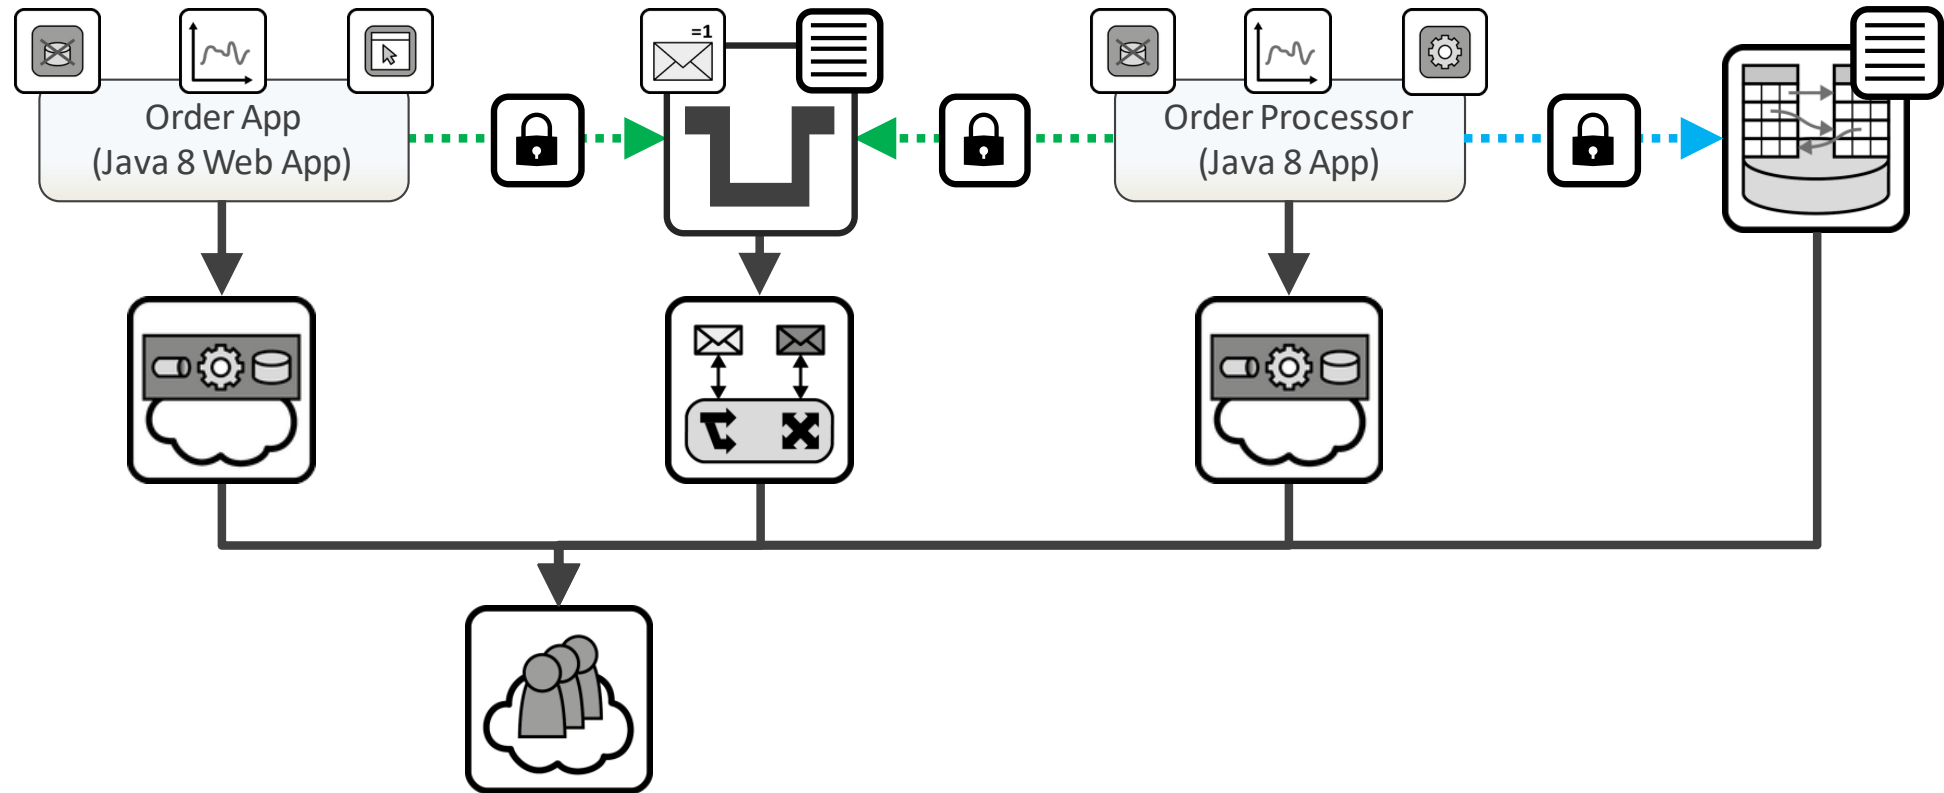 =1
Order App
(Java 8 Web App)
Order Processor
(Java 8 App)